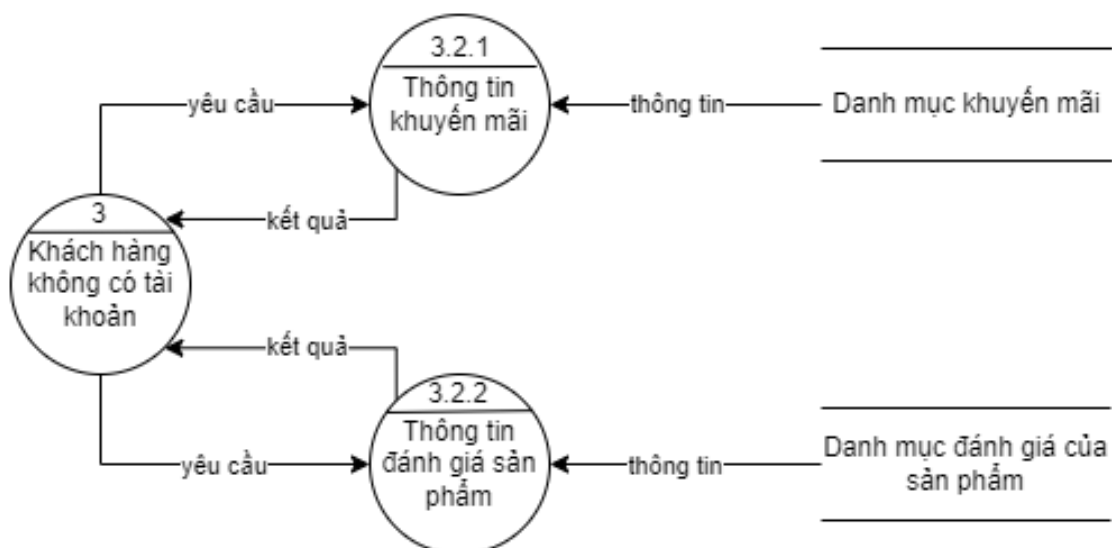 3.2.1
Thông tin
khuyến mãi
yêu cầu
thông tin
Danh mục khuyến mãi
kết quả
3
Khách hàng
không có tài
khoản
kết quả
3.2.2
Thông tin
đánh giá sản
phẩm
yêu cầu
thông tin
Danh mục đánh giá của
sản phẩm